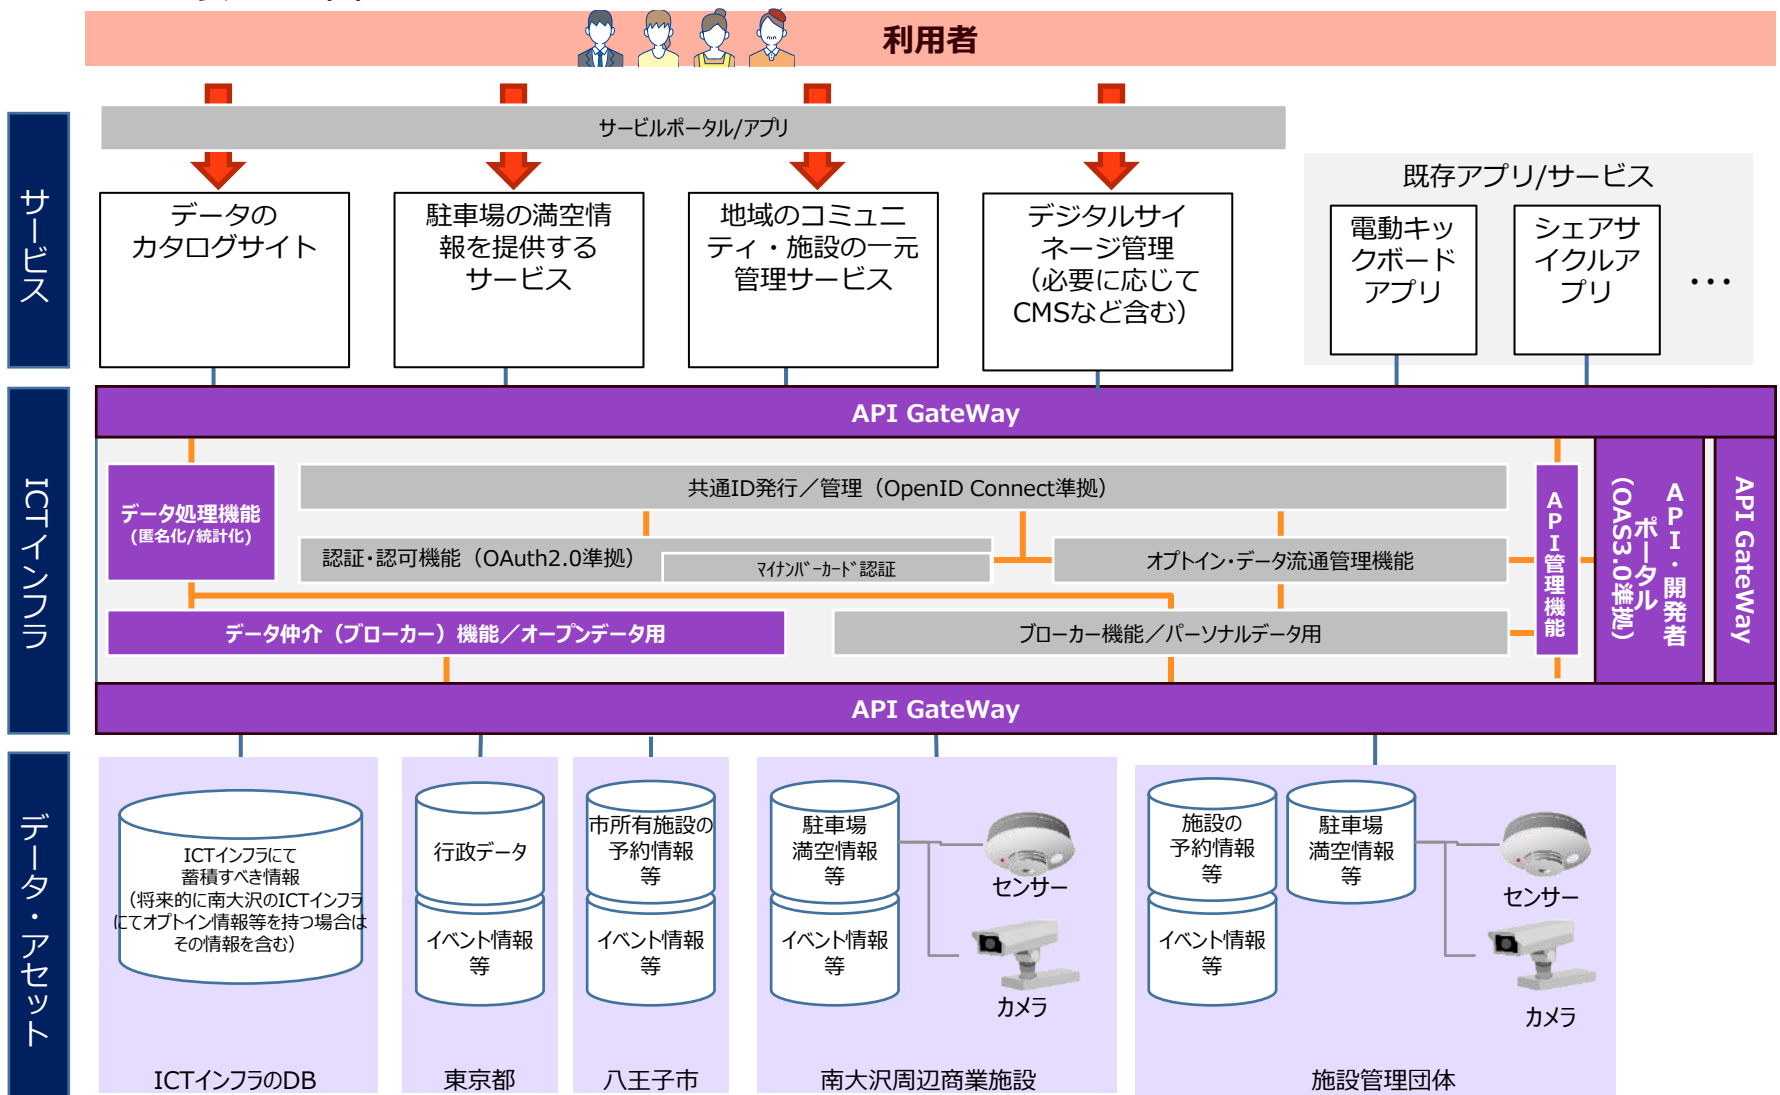 利用者
サービルポータル/アプリ
サービス
データの
カタログサイト
駐車場の満空情
報を提供する
サービス
地域のコミュニ
ティ・施設の一元
管理サービス
デジタルサイ
ネージ管理
（必要に応じて
CMSなど含む）
既存アプリ/サービス
電動キッ
クボード
アプリ
シェアサ
イクルア
プリ
・・・
ICTインフラ
API GateWay
データ処理機能
(匿名化/統計化)
共通ID発行／管理（OpenID Connect準拠）
認証・認可機能（OAuth2.0準拠）
マイナンバーカード認証
オプトイン・データ流通管理機能
データ仲介（ブローカー）機能／オープンデータ用
ブローカー機能／パーソナルデータ用
API管理機能
API・開発者
ポータル
(OAS3.0準拠)
API GateWay
API GateWay
データ・アセット
ICTインフラにて
蓄積すべき情報
（将来的に南大沢のICTインフラ
にてオプトイン情報等を持つ場合は
その情報を含む）
ICTインフラのDB
行政データ
イベント情報
等
東京都
市所有施設の
予約情報
等
イベント情報
等
八王子市
駐車場
満空情報
等
イベント情報
等
センサー
カメラ
南大沢周辺商業施設
施設の
予約情報
等
イベント情報
等
駐車場
満空情報
等
センサー
カメラ
施設管理団体